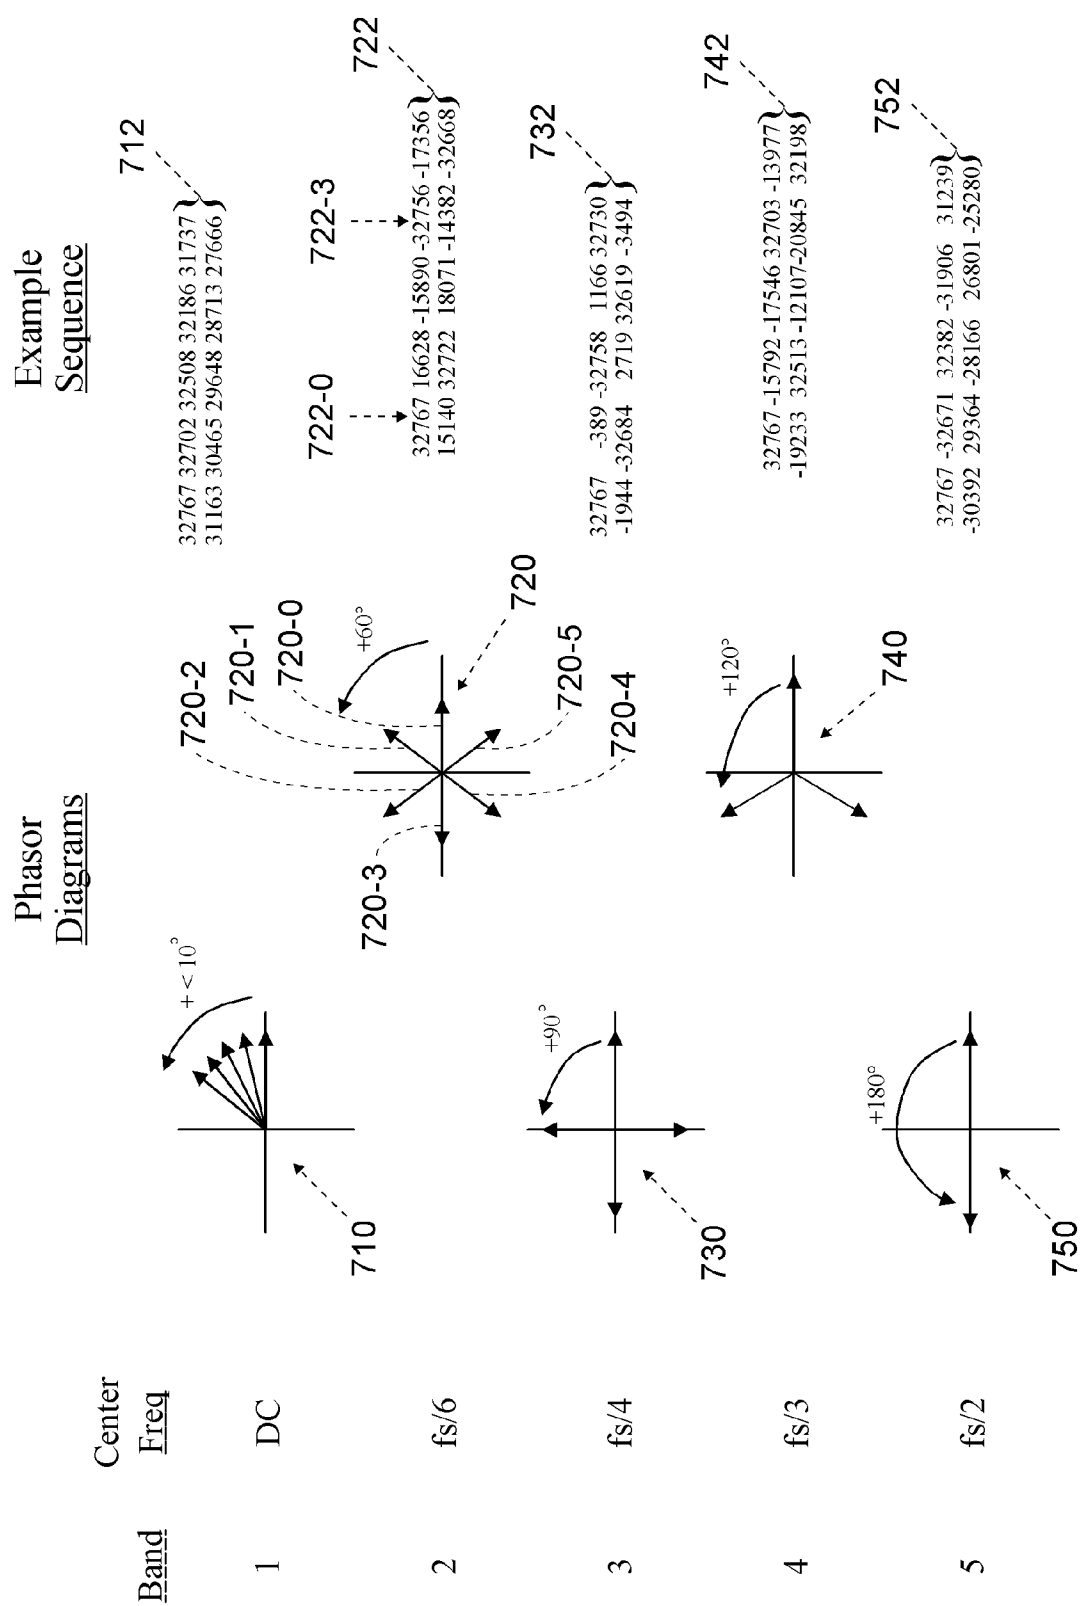 Band
Center
Freq
Phasor
Diagrams
Example
Sequence
1
DC
+ < 10°
710
32767 32702 32508 32186 31737
31163 30465 29648 28713 27666
712
2
fs/6
720-3
720-2
720-1
720-0
+60°
720
720-5
720-4
722-0
722-3
32767 16628 -15890 -32756 -17356
15140 32722 18071 -14382 -32668
722
3
fs/4
+90°
730
32767 -389 -32758 1166 32730
-1944 -32684 2719 32619 -3494
732
4
fs/3
+120°
740
32767 -15792 -17546 32703 -13977
-19233 32513 -12107 -20845 32198
742
5
fs/2
+180°
750
32767 -32671 32382 -31906 31239
-30392 29364 -28166 26801 -25280
752